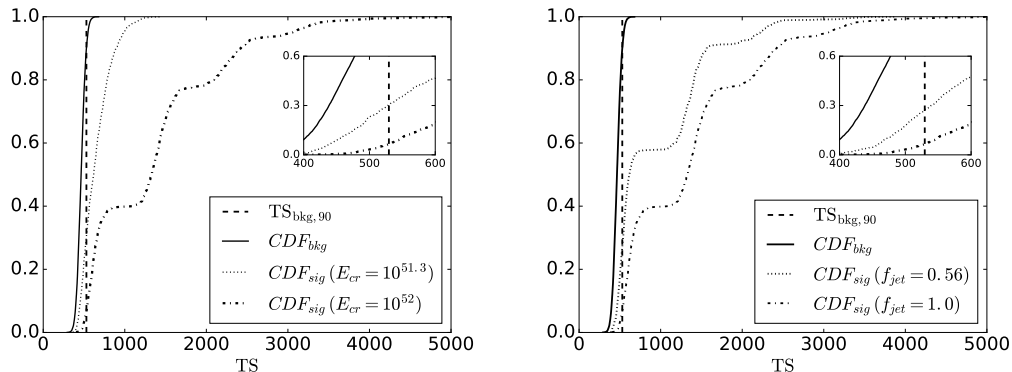 1.0
0.8
0.6
0.4
0.2
0.0
0 1000 2000 3000 4000 5000
TS
0.6
0.3
0.0
400 500 600
TS_bkg, 90
CDF_bkg
CDF_sig (E_cr = 10^51.3)
CDF_sig (E_cr = 10^52)
1.0
0.8
0.6
0.4
0.2
0.0
0 1000 2000 3000 4000 5000
TS
0.6
0.3
0.0
400 500 600
TS_bkg, 90
CDF_bkg
CDF_sig (f_jet = 0.56)
CDF_sig (f_jet = 1.0)